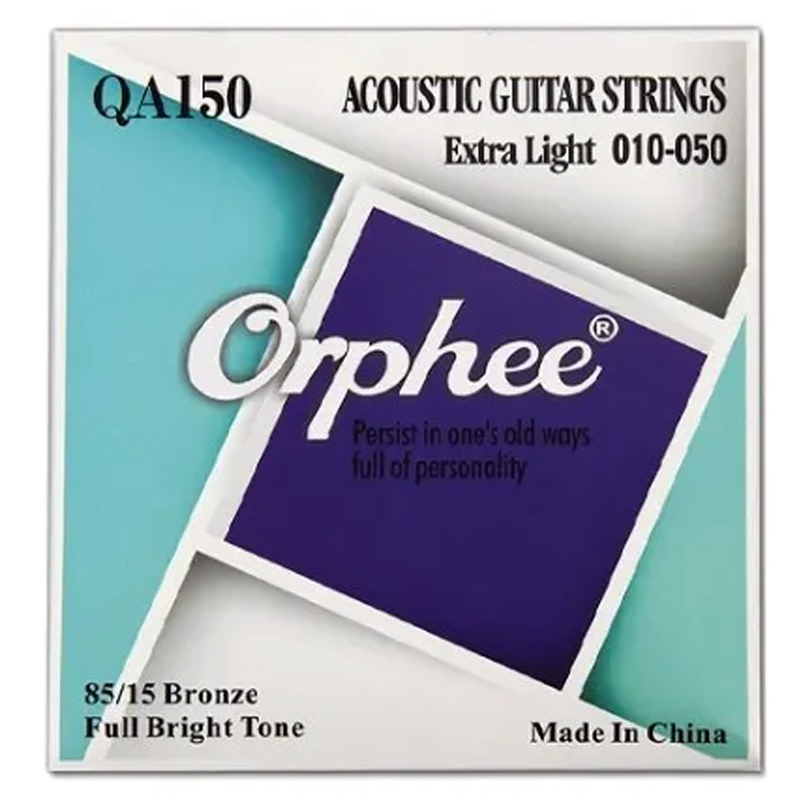 QA150
ACOUSTIC GUITAR STRINGS
Extra Light 010-050
Orphee®
Persist in one's old ways
full of personality
85/15 Bronze
Full Bright Tone
Made In China